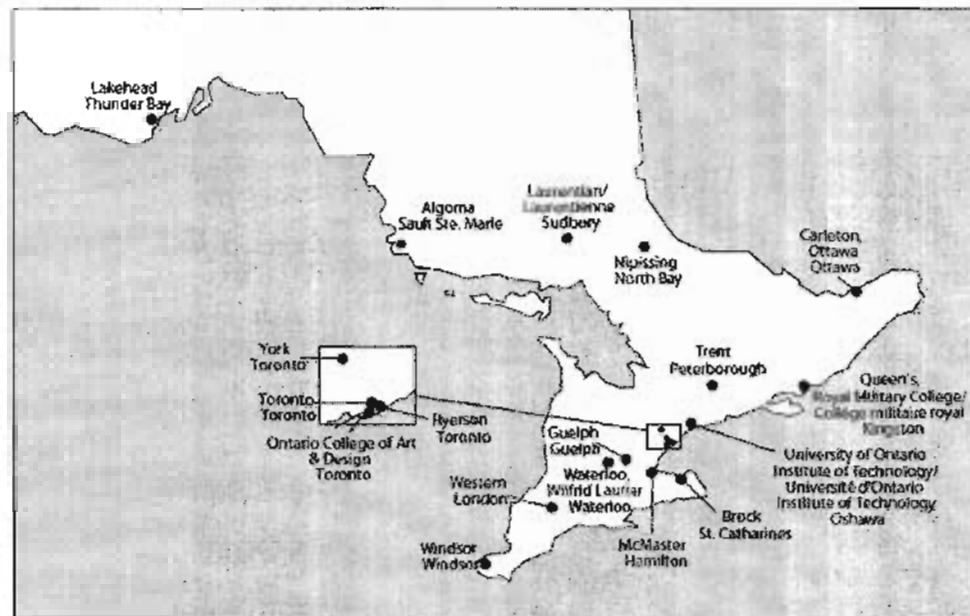 Lakehead
Thunder Bay
Algoma
Sault Ste. Marie
Laurentian/
Laurentienne
Sudbury
Nipissing
North Bay
Carleton,
Ottawa
Ottawa
York
Toronto
Toronto
Toronto
Ryerson
Toronto
Ontario College of Art
& Design
Toronto
Trent
Peterborough
Queen's,
Royal Military College/
Collège militaire royal
Kingston
Guelph
Guelph
Waterloo,
Wilfrid Laurier
Waterloo
University of Ontario
Institute of Technology/
Université d'Ontario
Institute of Technology
Oshawa
Western
London
Brock
St. Catharines
McMaster
Hamilton
Windsor
Windsor